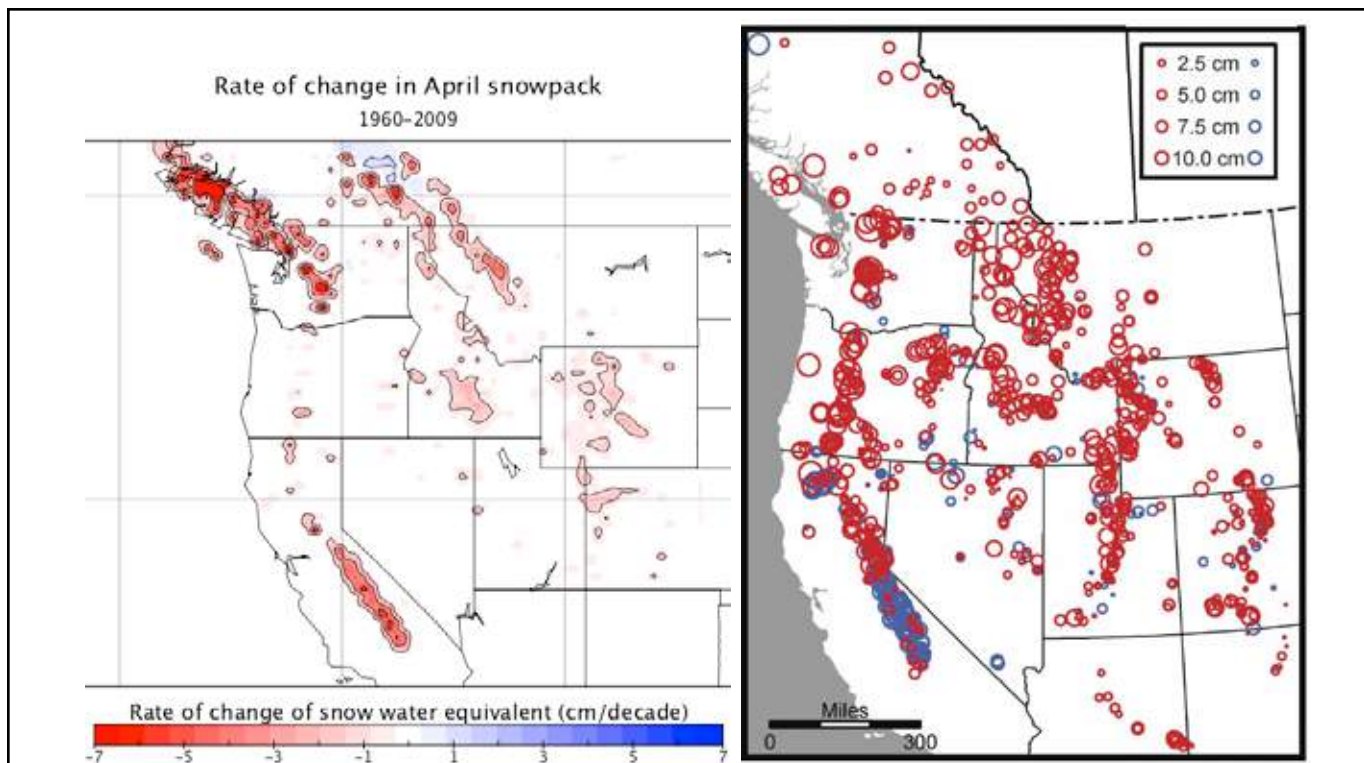 Rate of change in April snowpack
1960–2009
Rate of change of snow water equivalent (cm/decade)
-7 -5 -3 -1 1 3 5 7
2.5 cm
5.0 cm
7.5 cm
10.0 cm
Miles
0 300